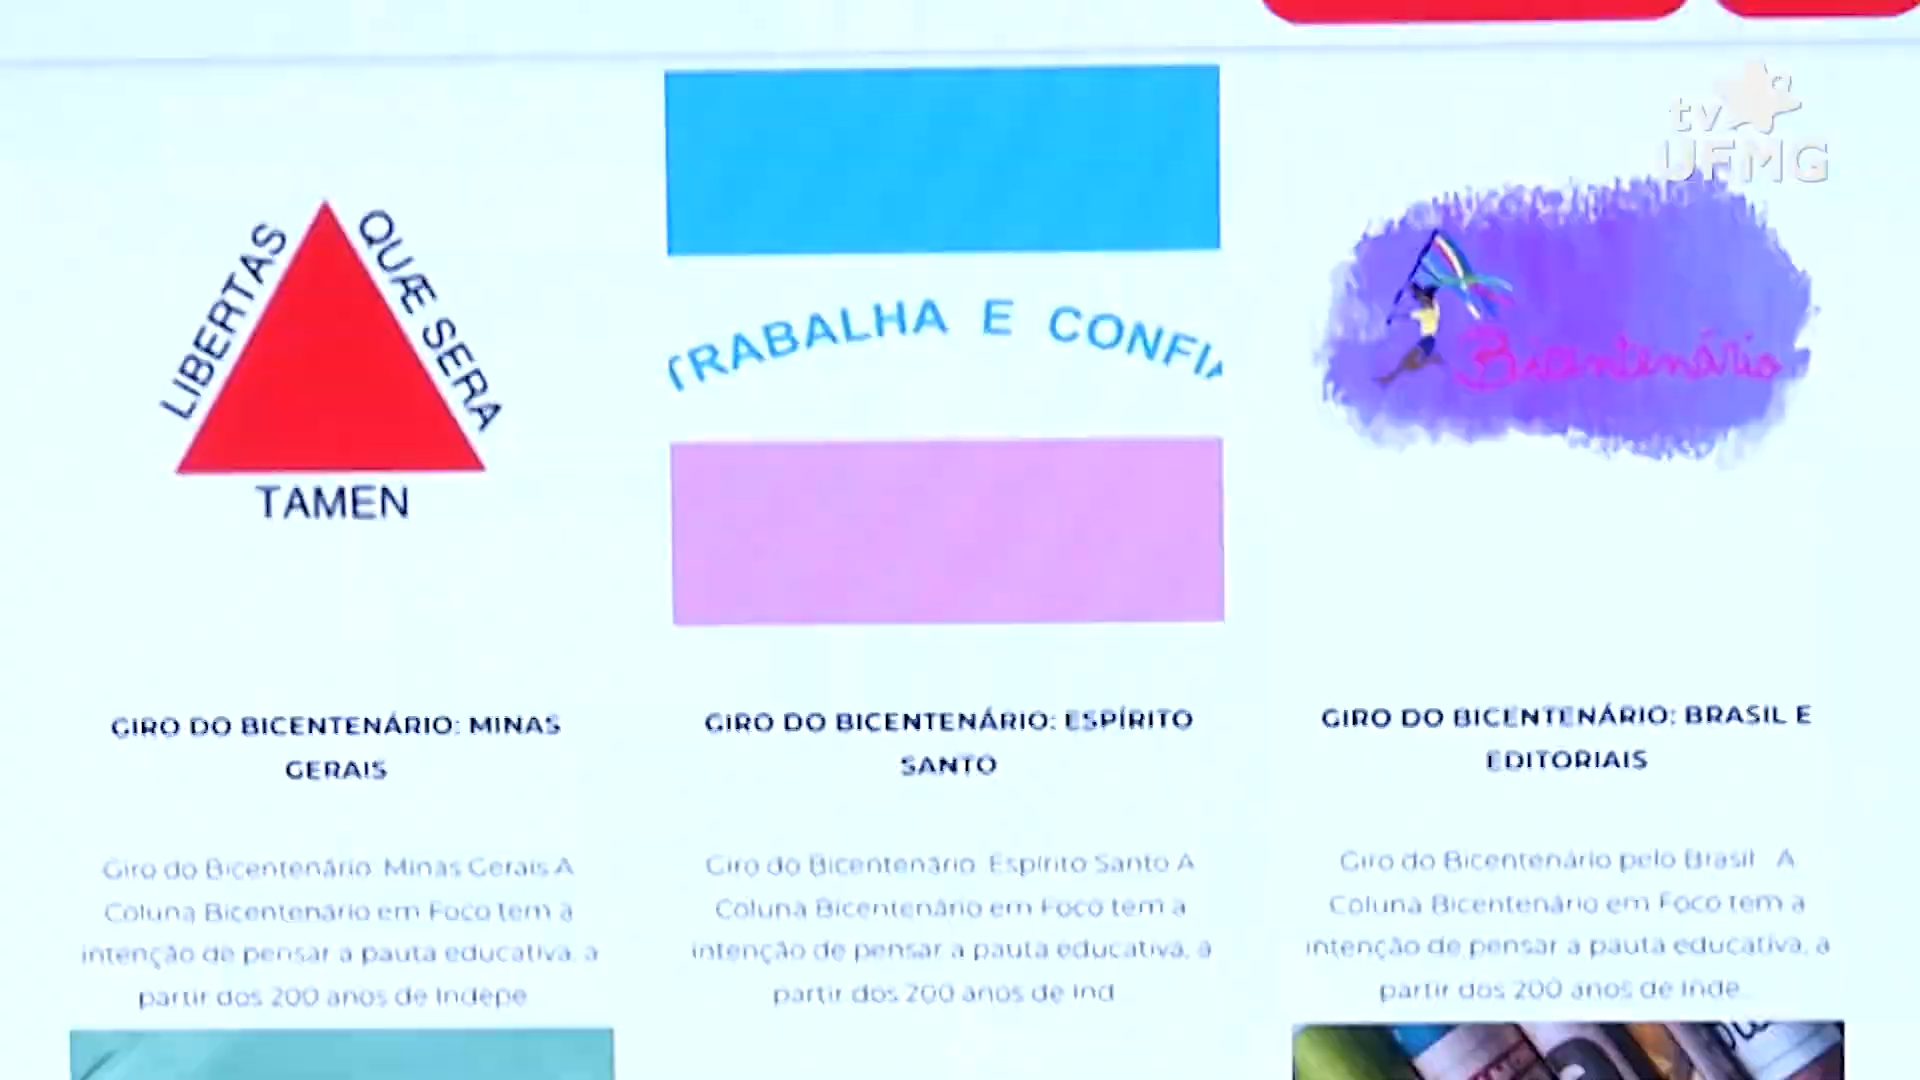 tv
UFMG
LIBERTAS
QUÆ SERA
TAMEN
TRABALHA E CONFIA
Bicentenário
GIRO DO BICENTENÁRIO: MINAS
GERAIS
GIRO DO BICENTENÁRIO: ESPÍRITO
SANTO
GIRO DO BICENTENÁRIO: BRASIL E
EDITORIAIS
Giro do Bicentenário Minas Gerais A
Coluna Bicentenário em Foco tem a
intenção de pensar a pauta educativa, a
partir dos 200 anos de Indepe
Giro do Bicentenário Espírito Santo A
Coluna Bicentenário em Foco tem a
intenção de pensar a pauta educativa, a
partir dos 200 anos de Ind
Giro do Bicentenário pelo Brasil A
Coluna Bicentenário em Foco tem a
intenção de pensar a pauta educativa, a
partir dos 200 anos de Inde...